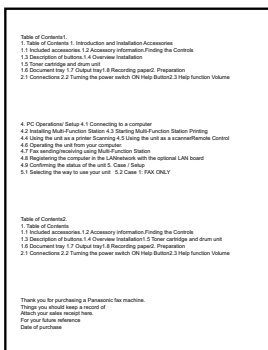 Table of Contents1.
1. Table of Contents 1. Introduction and Installation Accessories
1.1 Included accessories.1.2 Accessory information.Finding the Controls
1.3 Description of buttons.1.4 Overview Installation
1.5 Toner cartridge and drum unit
1.6 Document tray 1.7 Output tray1.8 Recording paper2. Preparation
2.1 Connections 2.2 Turning the power switch ON Help Button2.3 Help function Volume
4. PC Operations/ Setup 4.1 Connecting to a computer
4.2 Installing Multi-Function Station 4.3 Starting Multi-Function Station Printing
4.4 Using the unit as a printer Scanning 4.5 Using the unit as a scannerRemote Control
4.6 Operating the unit from your computer.
4.7 Fax sending/receiving using Multi-Function Station
4.8 Registering the computer in the LANnetwork with the optional LAN board
4.9 Confirming the status of the unit 5. Case / Setup
5.1 Selecting the way to use your unit 5.2 Case 1: FAX ONLY
Table of Contents2.
1. Table of Contents
1.1 Included accessories.1.2 Accessory information.Finding the Controls
1.3 Description of buttons.1.4 Overview Installation1.5 Toner cartridge and drum unit
1.6 Document tray 1.7 Output tray1.8 Recording paper2. Preparation
2.1 Connections 2.2 Turning the power switch ON Help Button2.3 Help function Volume
Thank you for purchasing a Panasonic fax machine.
Things you should keep a record of
Attach your sales receipt here.
For your future reference
Date of purchase